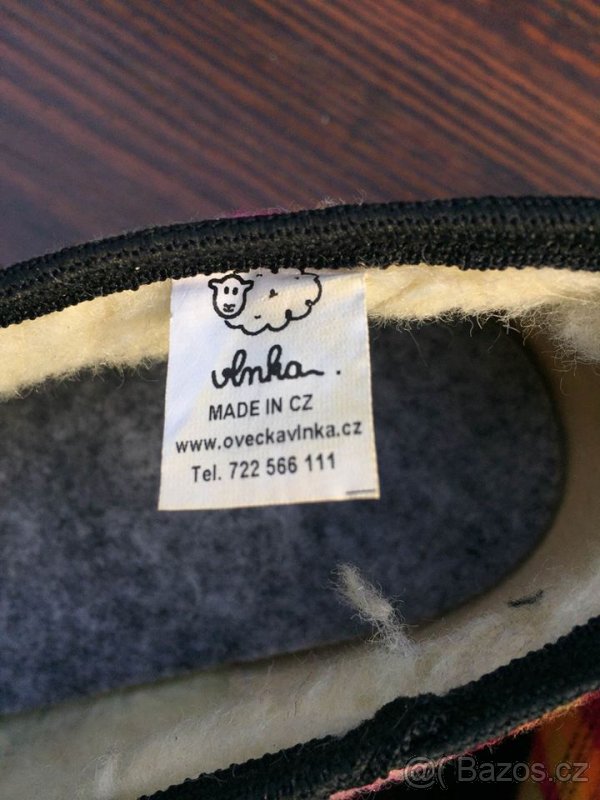 vlnka
MADE IN CZ
www.oveckavlnka.cz
Tel. 722 566 111
@ Bazos.cz